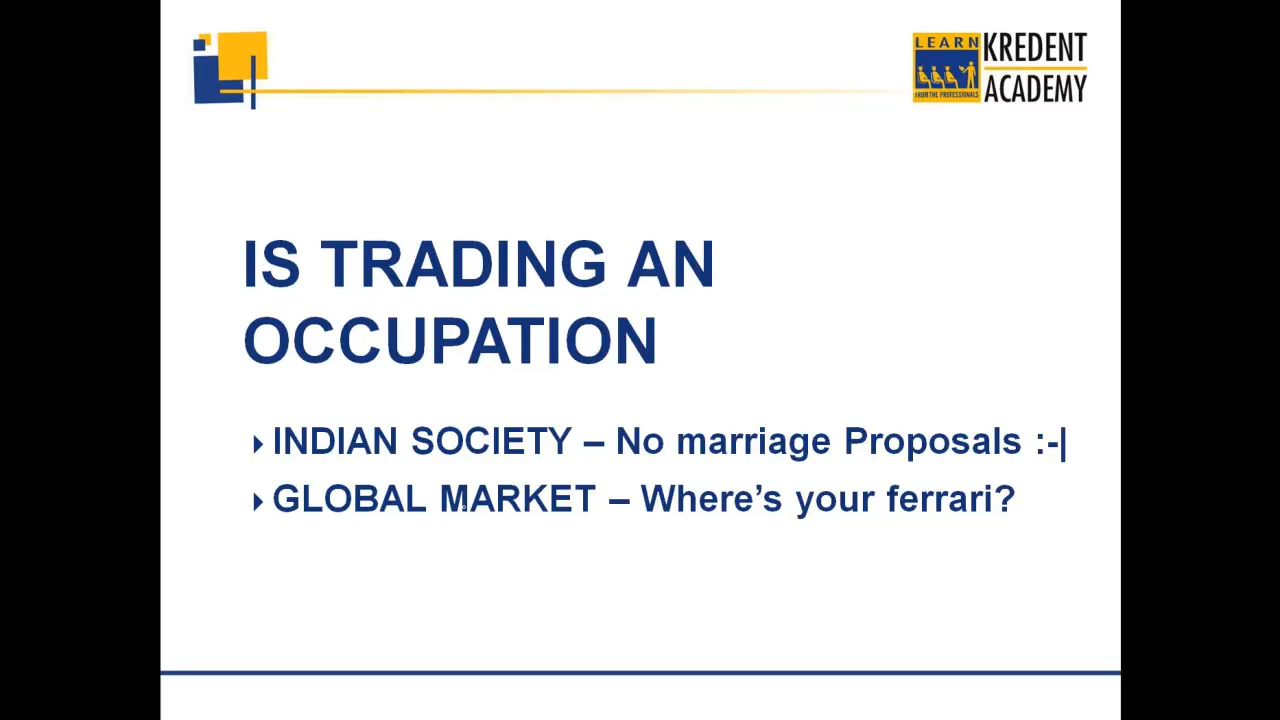 LEARN
FROM THE PROFESSIONALS
KREDENT
ACADEMY
IS TRADING AN
OCCUPATION
INDIAN SOCIETY – No marriage Proposals :-|
GLOBAL MARKET – Where’s your ferrari?